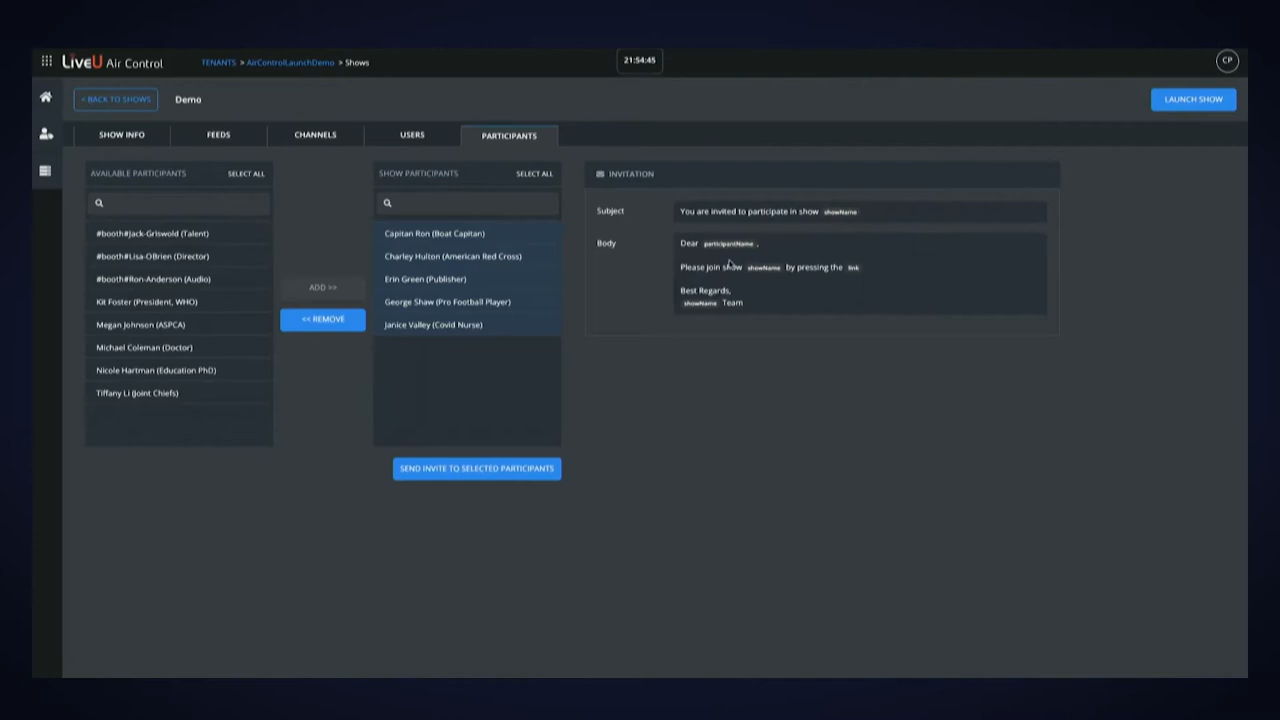 LiveU Air Control
TENANTS > AirControlLaunchDemo > Shows
21:54:45
CP
< BACK TO SHOWS
Demo
LAUNCH SHOW
SHOW INFO
FEEDS
CHANNELS
USERS
PARTICIPANTS
AVAILABLE PARTICIPANTS
SELECT ALL
#booth#Jack-Griswold (Talent)
#booth#Lisa-OBrien (Director)
#booth#Ron-Anderson (Audio)
Kit Foster (President, WHO)
Megan Johnson (ASPCA)
Michael Coleman (Doctor)
Nicole Hartman (Education PhD)
Tiffany Li (Joint Chiefs)
ADD >>
<< REMOVE
SHOW PARTICIPANTS
SELECT ALL
Capitan Ron (Boat Capitan)
Charley Hulton (American Red Cross)
Erin Green (Publisher)
George Shaw (Pro Football Player)
Janice Valley (Covid Nurse)
SEND INVITE TO SELECTED PARTICIPANTS
INVITATION
Subject
You are invited to participate in show showName
Body
Dear participantName ,
Please join show showName by pressing the link
Best Regards,
showName Team